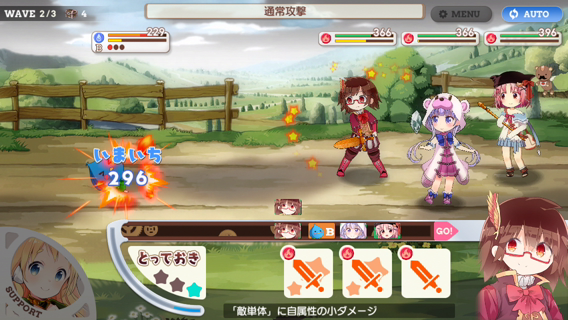 WAVE 2/3 4
通常攻撃
MENU
AUTO
229
B
366
366
396
いまいち
296
B
GO!
とっておき
SUPPORT
「敵単体」に自属性の小ダメージ